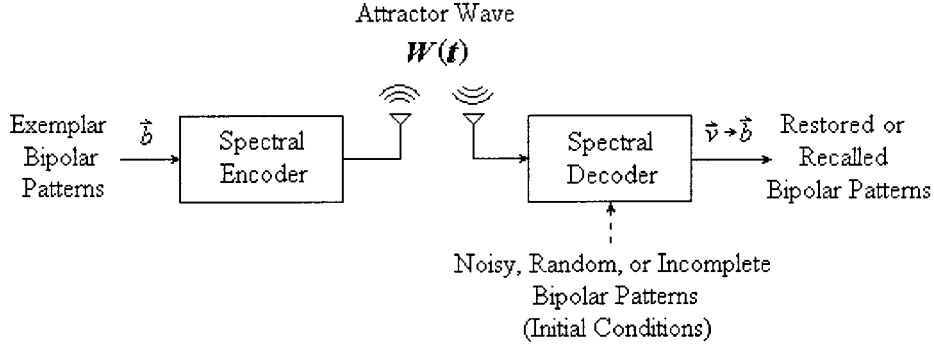 Attractor Wave
W(t)
Exemplar
Bipolar
Patterns
b⃗
Spectral
Encoder
Spectral
Decoder
v⃗ → b⃗
Restored or
Recalled
Bipolar Patterns
Noisy, Random, or Incomplete
Bipolar Patterns
(Initial Conditions)